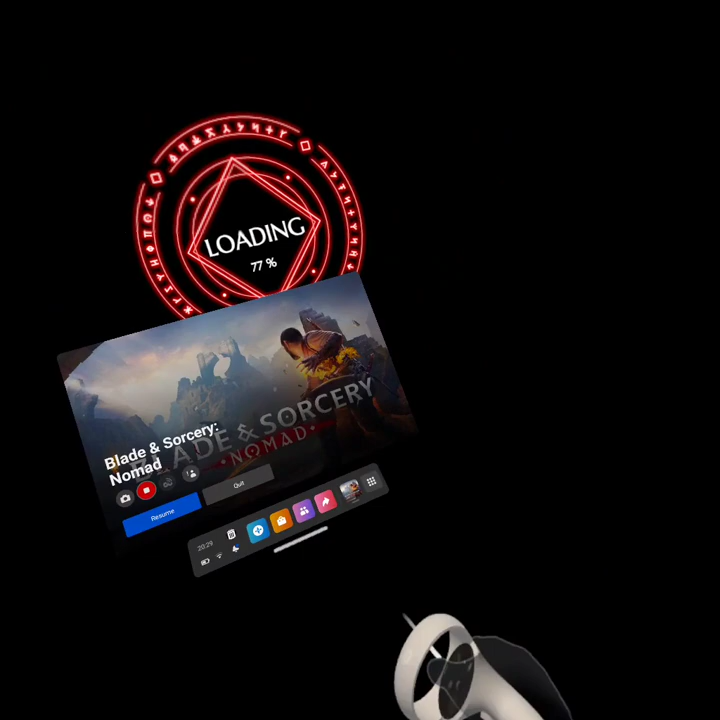 LOADING
77 %
BLADE & SORCERY
•NOMAD•
Blade & Sorcery:
Nomad
Resume
Quit
20:29